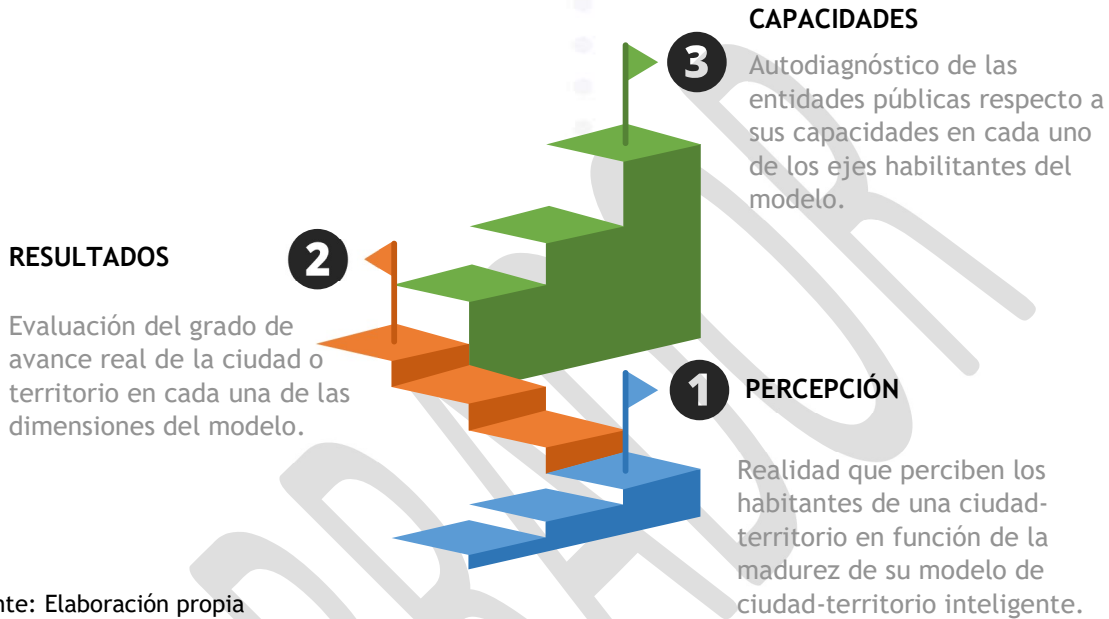 CAPACIDADES
3
Autodiagnóstico de las
entidades públicas respecto a
sus capacidades en cada uno
de los ejes habilitantes del
modelo.
RESULTADOS
2
Evaluación del grado de
avance real de la ciudad o
territorio en cada una de las
dimensiones del modelo.
1
PERCEPCIÓN
Realidad que perciben los
habitantes de una ciudad-
territorio en función de la
madurez de su modelo de
ciudad-territorio inteligente.
nte: Elaboración propia